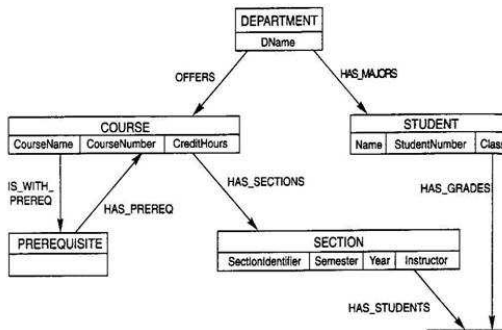 DEPARTMENT
DName
OFFERS
HAS_MAJORS
COURSE
CourseName CourseNumber CreditHours
STUDENT
Name StudentNumber Class
IS_WITH_
PREREQ
HAS_PREREQ
HAS_SECTIONS
HAS_GRADES
PREREQUISITE
SECTION
SectionIdentifier Semester Year Instructor
HAS_STUDENTS